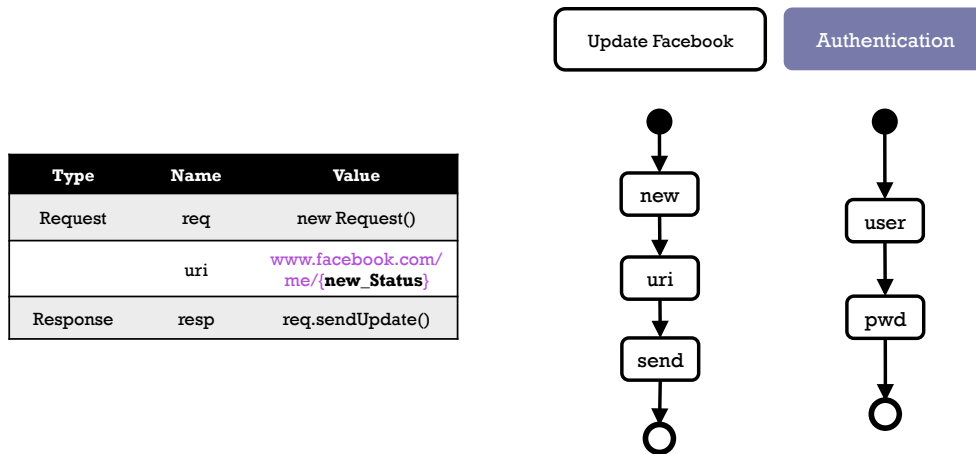 Update Facebook
Authentication
Type Name Value
Request req new Request()
uri www.facebook.com/
me/{new_Status}
Response resp req.sendUpdate()
new
uri
send
user
pwd